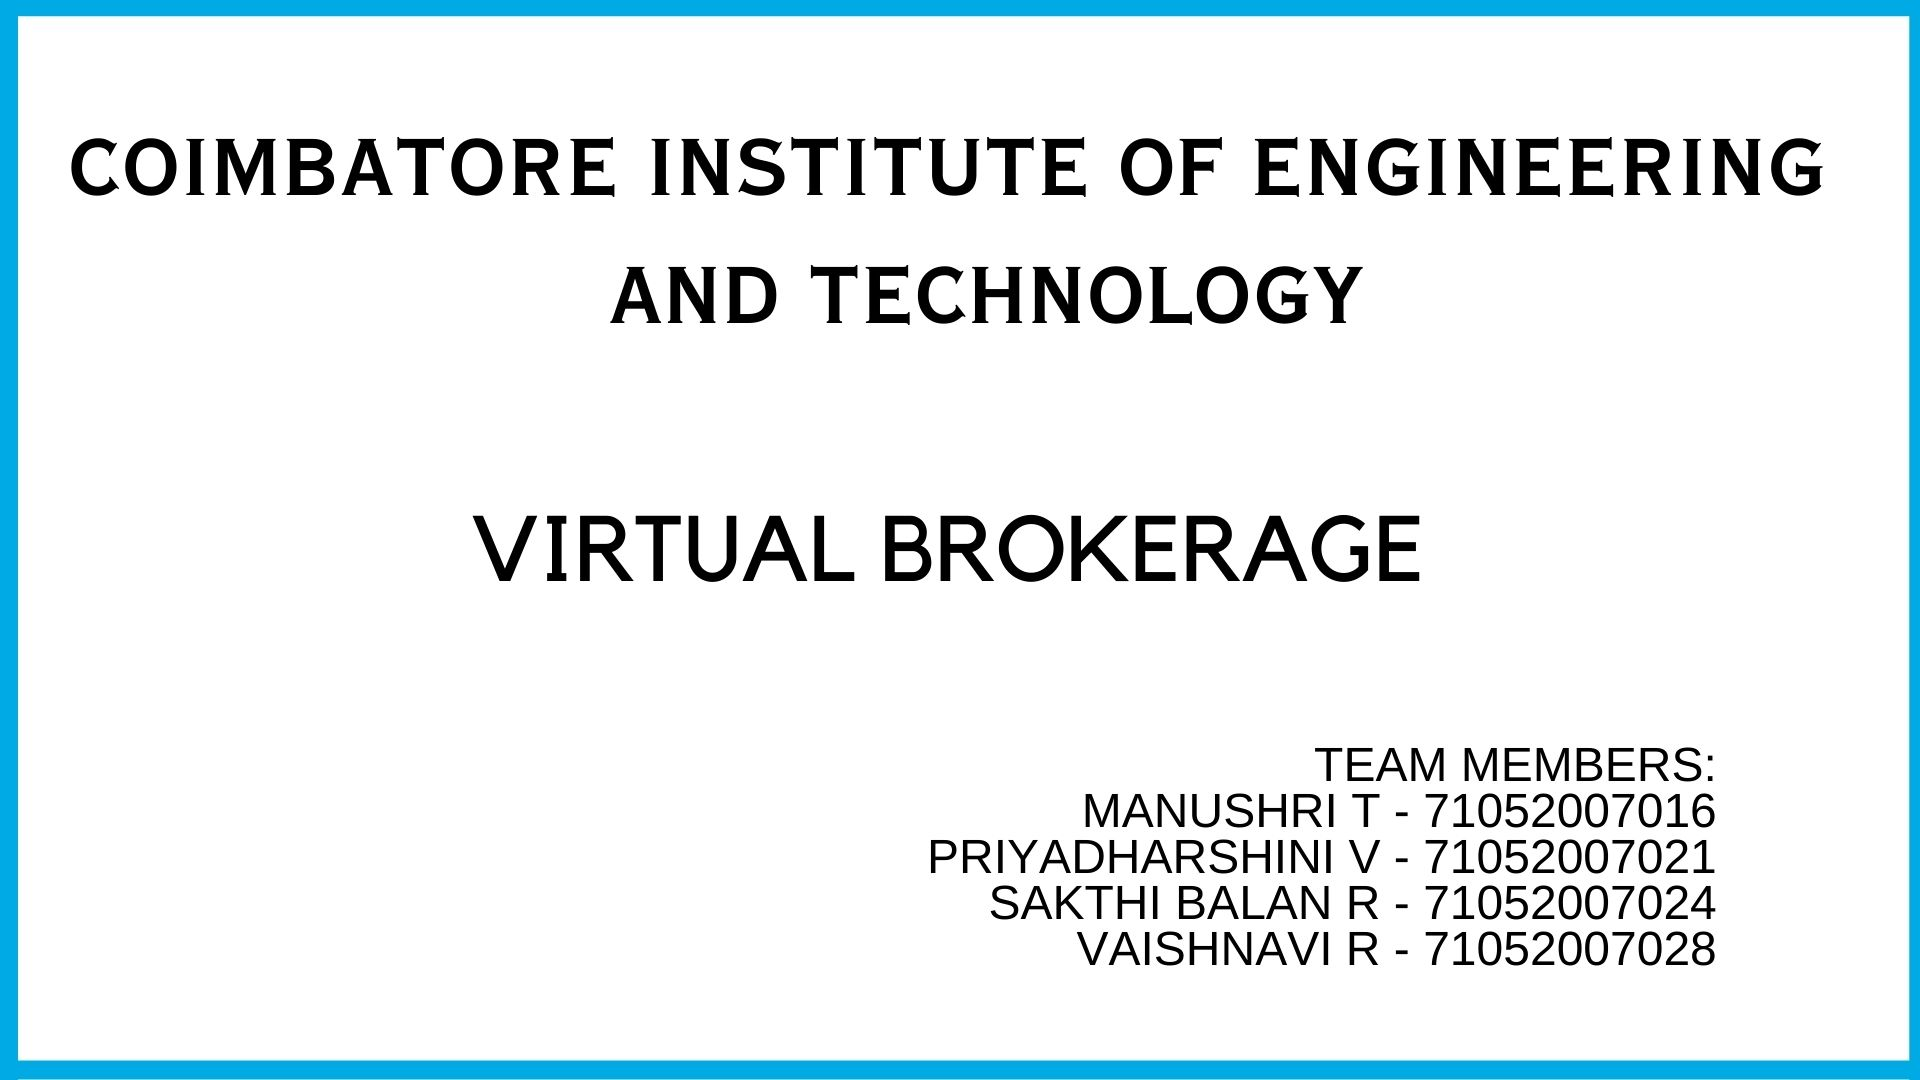 COIMBATORE INSTITUTE OF ENGINEERING
AND TECHNOLOGY
VIRTUAL BROKERAGE
TEAM MEMBERS:
MANUSHRI T - 71052007016
PRIYADHARSHINI V - 71052007021
SAKTHI BALAN R - 71052007024
VAISHNAVI R - 71052007028